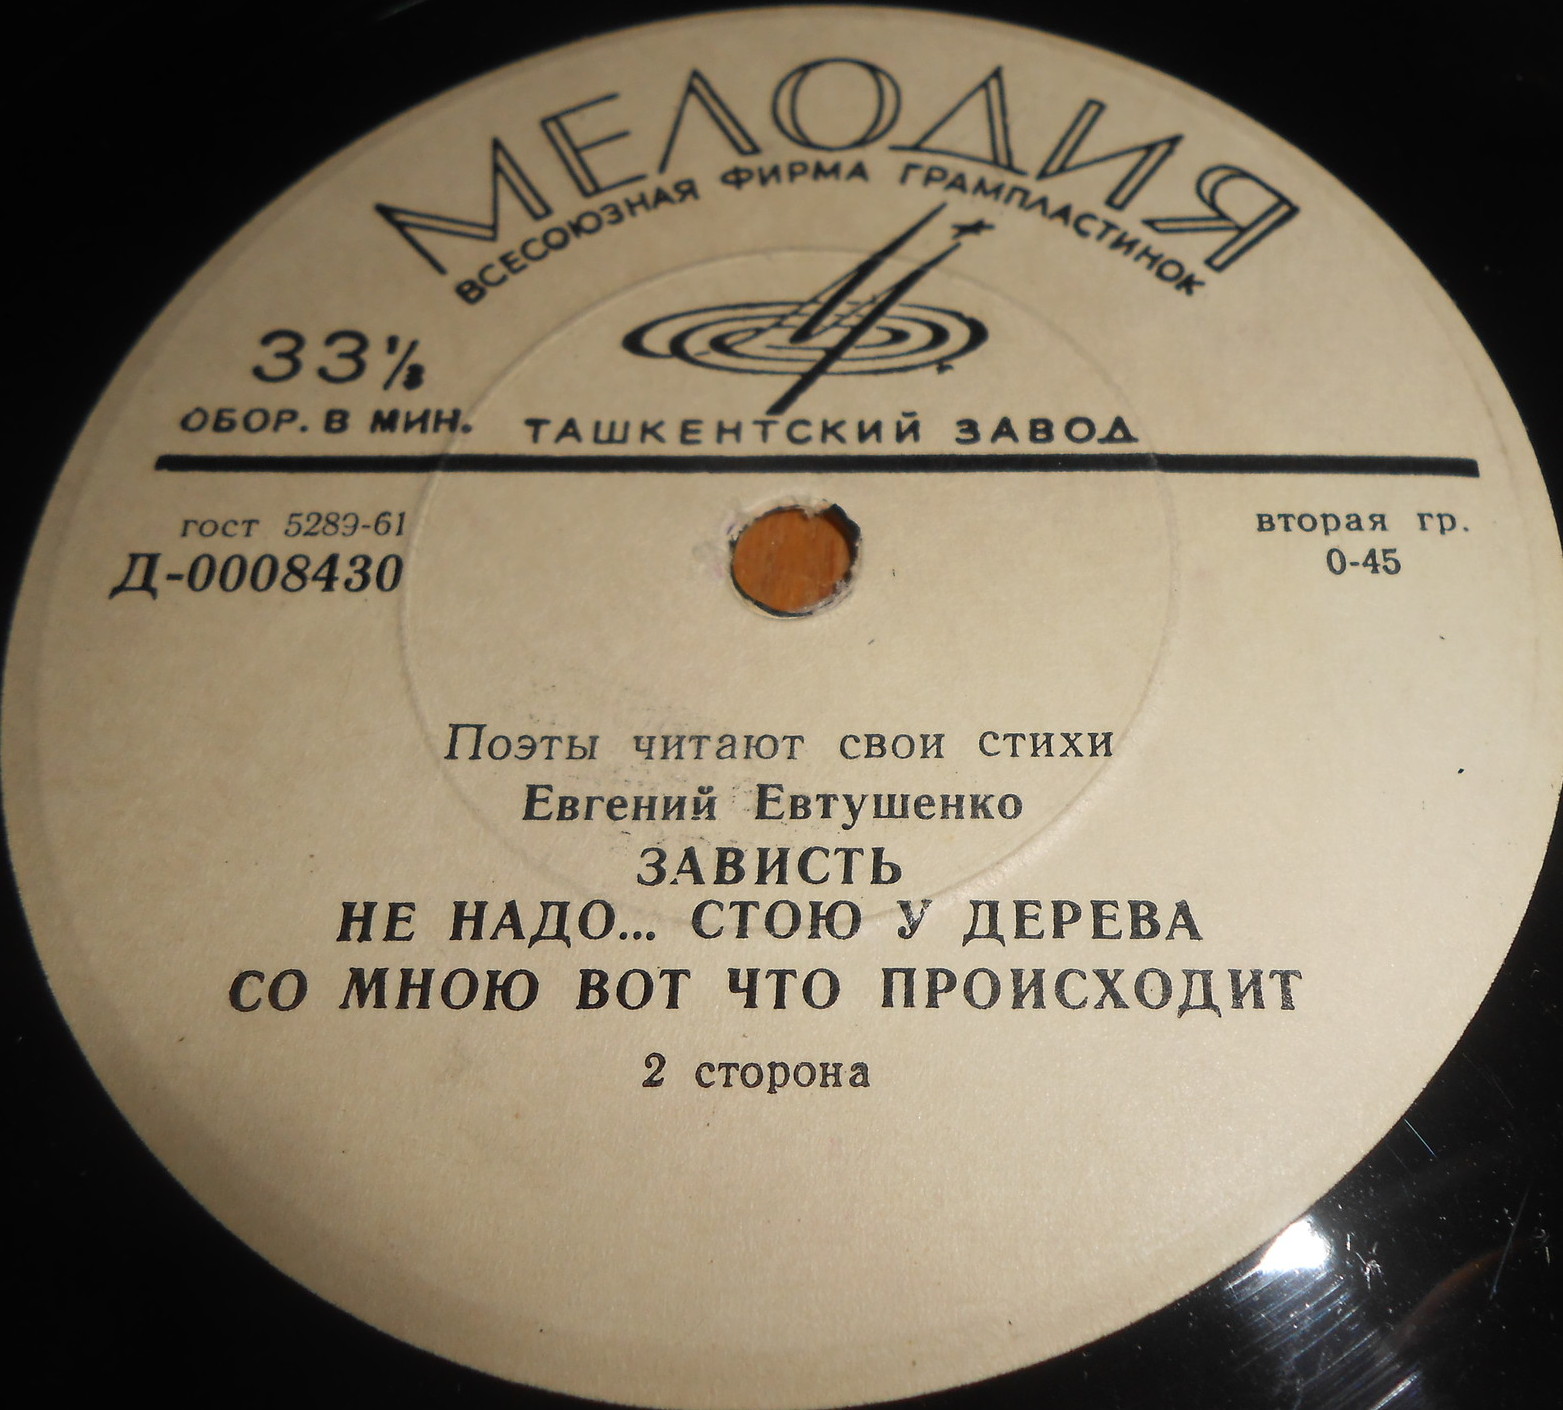 МЕЛОДИЯ
ВСЕСОЮЗНАЯ ФИРМА ГРАМПЛАСТИНОК
33⅓
ОБОР. В МИН.
ТАШКЕНТСКИЙ ЗАВОД
гост 5289-61
Д-0008430
вторая гр.
0-45
Поэты читают свои стихи
Евгений Евтушенко
ЗАВИСТЬ
НЕ НАДО... СТОЮ У ДЕРЕВА
СО МНОЮ ВОТ ЧТО ПРОИСХОДИТ
2 сторона